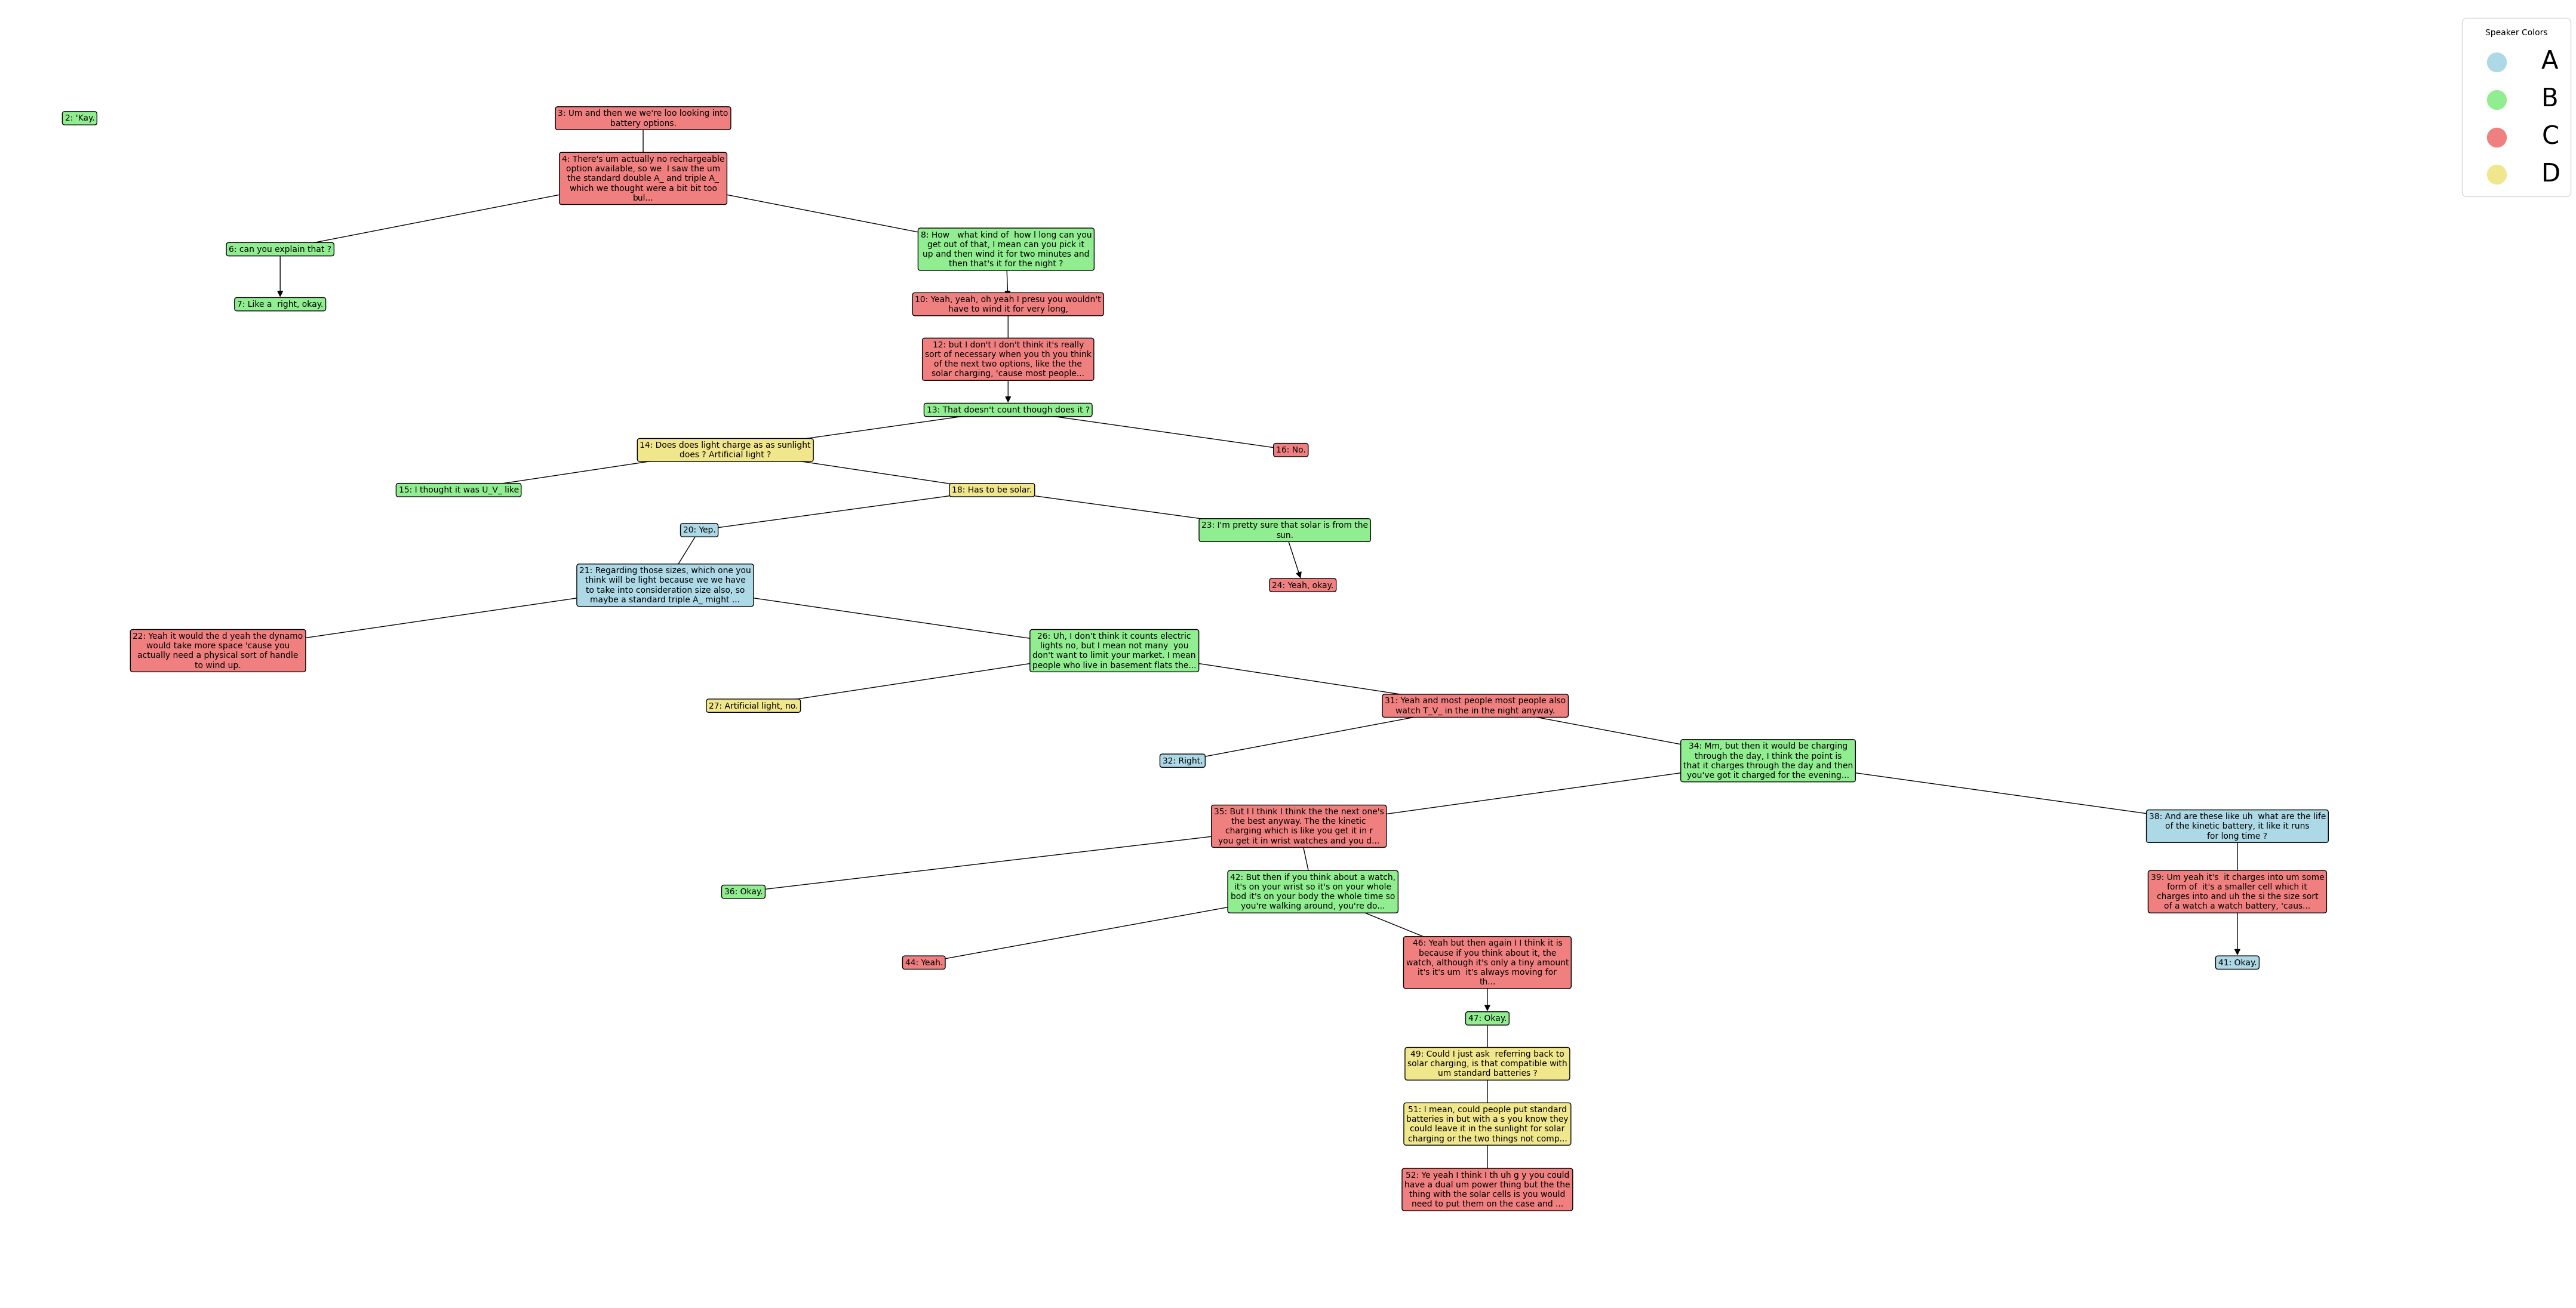 Speaker Colors
A
B
C
D
2: 'Kay.
3: Um and then we we're loo looking into
battery options.
4: There's um actually no rechargeable
option available, so we  I saw the um
the standard double A_ and triple A_
which we thought were a bit bit too
bul...
6: can you explain that ?
8: How   what kind of  how l long can you
get out of that, I mean can you pick it
up and then wind it for two minutes and
then that's it for the night ?
7: Like a  right, okay.
10: Yeah, yeah, oh yeah I presu you wouldn't
have to wind it for very long,
12: but I don't I don't think it's really
sort of necessary when you th you think
of the next two options, like the the
solar charging, 'cause most people...
13: That doesn't count though does it ?
14: Does does light charge as as sunlight
does ? Artificial light ?
16: No.
15: I thought it was U_V_ like
18: Has to be solar.
20: Yep.
23: I'm pretty sure that solar is from the
sun.
21: Regarding those sizes, which one you
think will be light because we we have
to take into consideration size also, so
maybe a standard triple A_ might ...
24: Yeah, okay.
22: Yeah it would the d yeah the dynamo
would take more space 'cause you
actually need a physical sort of handle
to wind up.
26: Uh, I don't think it counts electric
lights no, but I mean not many  you
don't want to limit your market. I mean
people who live in basement flats the...
27: Artificial light, no.
31: Yeah and most people most people also
watch T_V_ in the in the night anyway.
32: Right.
34: Mm, but then it would be charging
through the day, I think the point is
that it charges through the day and then
you've got it charged for the evening...
35: But I I think I think the the next one's
the best anyway. The the kinetic
charging which is like you get it in r
you get it in wrist watches and you d...
38: And are these like uh  what are the life
of the kinetic battery, it like it runs
for long time ?
36: Okay.
42: But then if you think about a watch,
it's on your wrist so it's on your whole
bod it's on your body the whole time so
you're walking around, you're do...
39: Um yeah it's  it charges into um some
form of  it's a smaller cell which it
charges into and uh the si the size sort
of a watch a watch battery, 'caus...
44: Yeah.
46: Yeah but then again I I think it is
because if you think about it, the
watch, although it's only a tiny amount
it's it's um  it's always moving for
th...
41: Okay.
47: Okay.
49: Could I just ask  referring back to
solar charging, is that compatible with
um standard batteries ?
51: I mean, could people put standard
batteries in but with a s you know they
could leave it in the sunlight for solar
charging or the two things not comp...
52: Ye yeah I think I th uh g y you could
have a dual um power thing but the the
thing with the solar cells is you would
need to put them on the case and ...